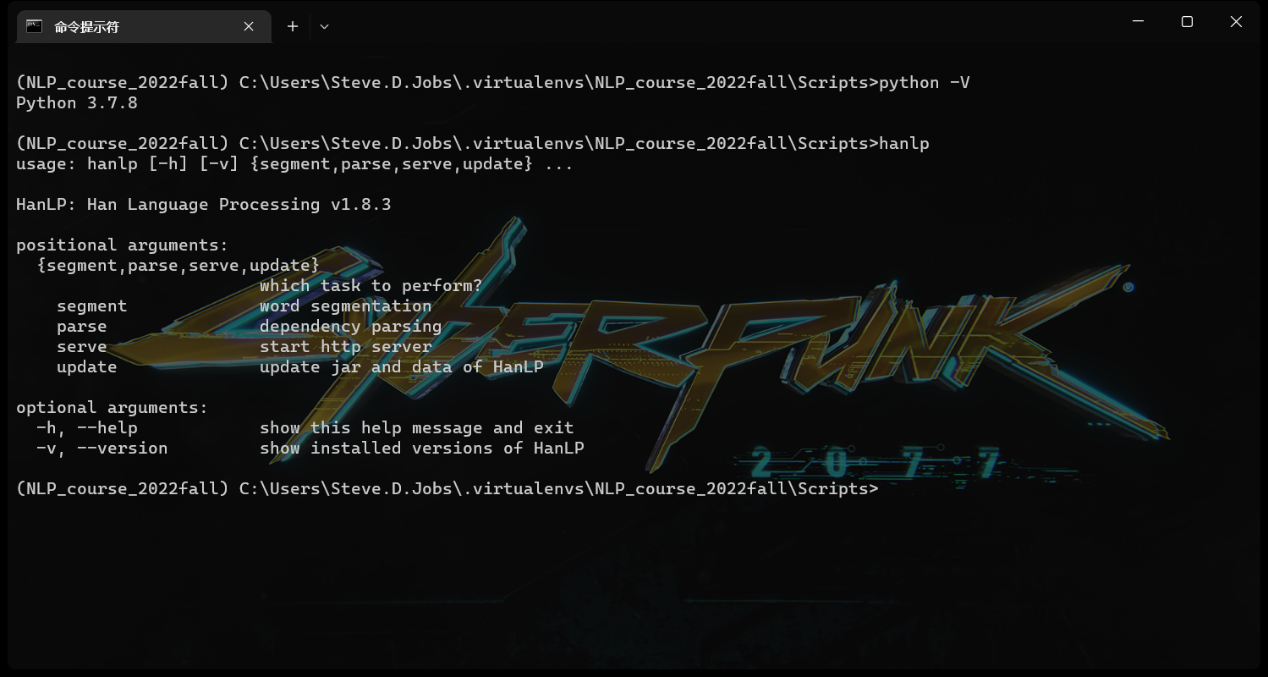 命令提示符
(NLP_course_2022fall) C:\Users\Steve.D.Jobs\.virtualenvs\NLP_course_2022fall\Scripts>python -V
Python 3.7.8
(NLP_course_2022fall) C:\Users\Steve.D.Jobs\.virtualenvs\NLP_course_2022fall\Scripts>hanlp
usage: hanlp [-h] [-v] {segment,parse,serve,update} ...
HanLP: Han Language Processing v1.8.3
positional arguments:
  {segment,parse,serve,update}
                        which task to perform?
    segment             word segmentation
    parse               dependency parsing
    serve               start http server
    update              update jar and data of HanLP
optional arguments:
  -h, --help            show this help message and exit
  -v, --version         show installed versions of HanLP
(NLP_course_2022fall) C:\Users\Steve.D.Jobs\.virtualenvs\NLP_course_2022fall\Scripts>
Cyberpunk®
2077